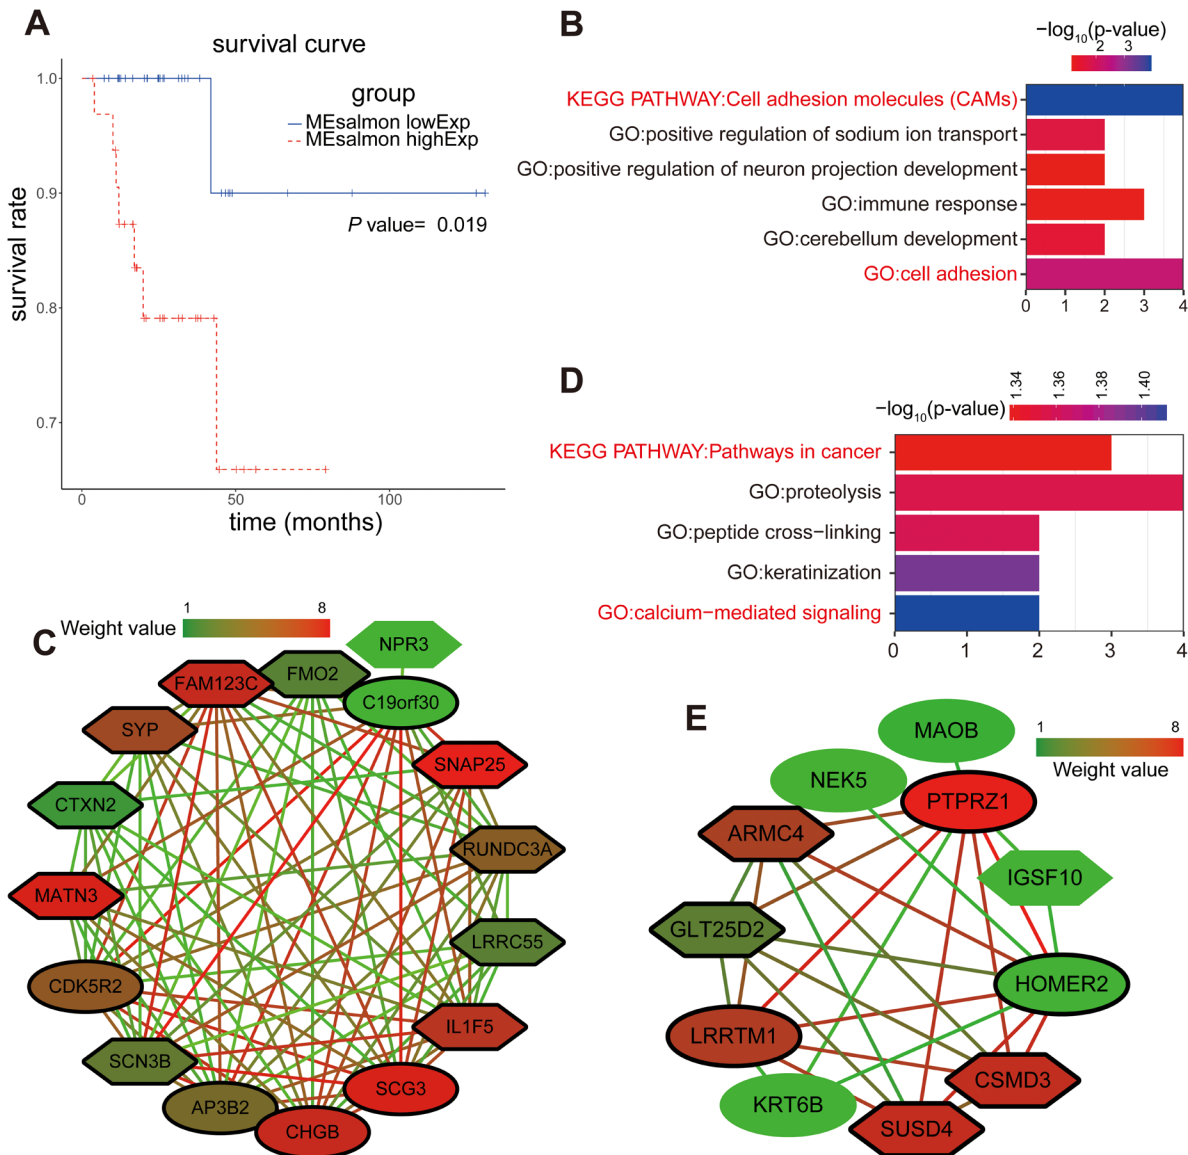 A
survival curve
survival rate
1.0
0.9
0.8
0.7
group
MEsalmon lowExp
MEsalmon highExp
P value= 0.019
0
50
100
time (months)
B
−log10(p-value)
2
3
KEGG PATHWAY:Cell adhesion molecules (CAMs)
GO:positive regulation of sodium ion transport
GO:positive regulation of neuron projection development
GO:immune response
GO:cerebellum development
GO:cell adhesion
0
1
2
3
4
D
1.34
1.36
1.38
1.40
−log10(p-value)
KEGG PATHWAY:Pathways in cancer
GO:proteolysis
GO:peptide cross−linking
GO:keratinization
GO:calcium−mediated signaling
0
1
2
3
4
C
1
8
Weight value
NPR3
FMO2
FAM123C
C19orf30
SYP
SNAP25
CTXN2
RUNDC3A
MATN3
LRRC55
CDK5R2
IL1F5
SCN3B
SCG3
AP3B2
CHGB
E
1
8
Weight value
MAOB
NEK5
PTPRZ1
ARMC4
IGSF10
GLT25D2
HOMER2
LRRTM1
CSMD3
KRT6B
SUSD4